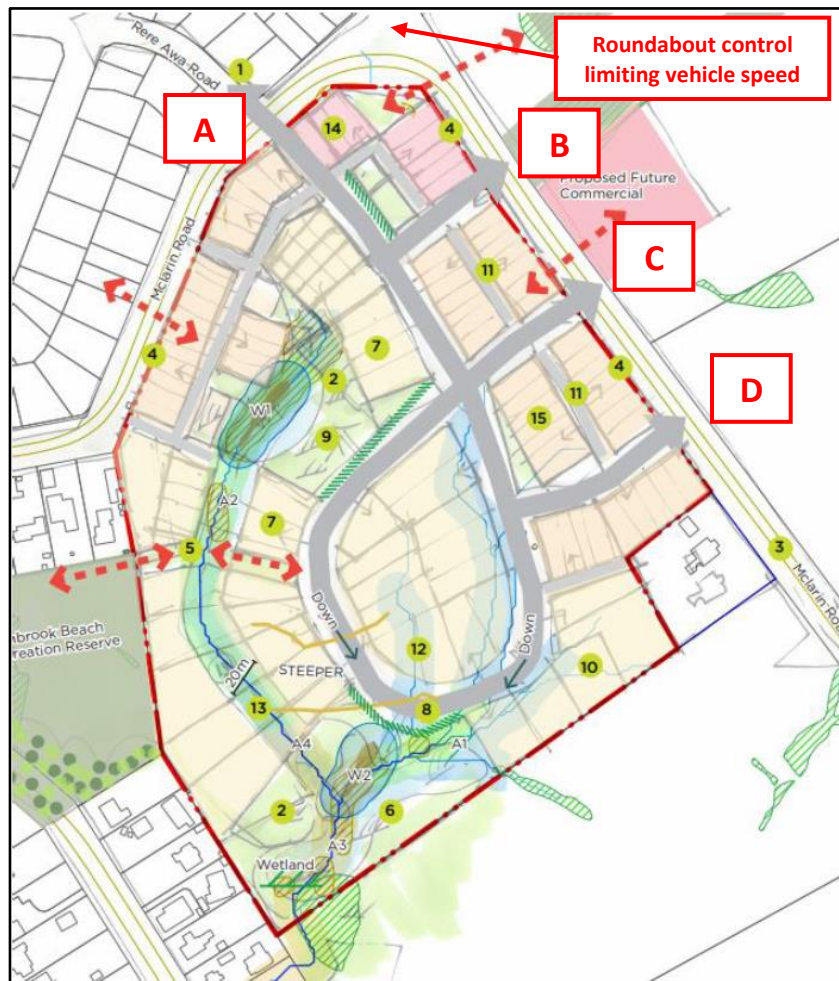 Roundabout control
limiting vehicle speed
Rere Awa Road
1
A
14
4
B
Proposed Future
Commercial
Mclarin Road
11
C
4
7
2
W1
4
D
11
15
9
A2
7
5
3
Mclarin Road
nbrook Beach
creation Reserve
Down
Down
12
10
STEEPER
20m
13
8
A4
A1
W2
2
6
A3
Wetland